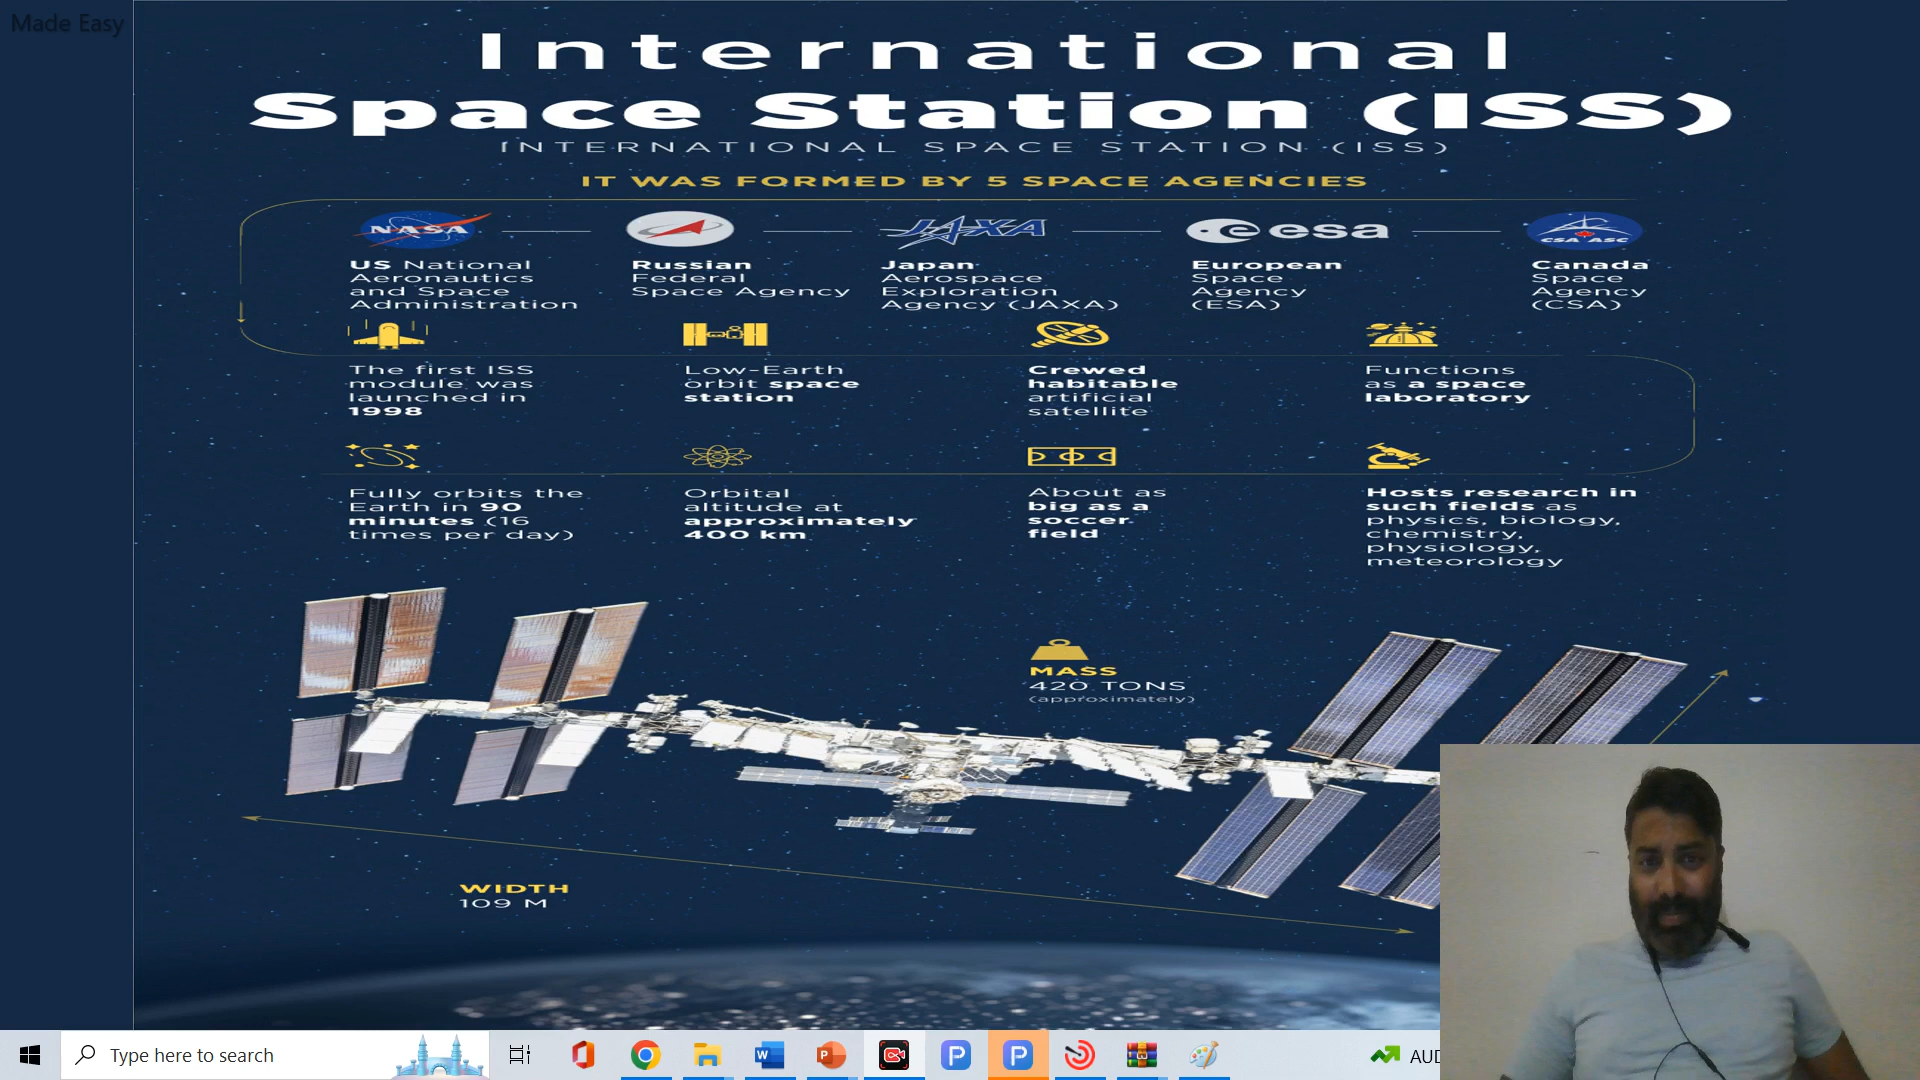 Made Easy
International
Space Station (ISS)
INTERNATIONAL SPACE STATION (ISS)
IT WAS FORMED BY 5 SPACE AGENCIES
NASA
JAXA
esa
CSA ASC
US National
Aeronautics
and Space
Administration
Russian
Federal
Space Agency
Japan
Aerospace
Exploration
Agency (JAXA)
European
Space
Agency
(ESA)
Canada
Space
Agency
(CSA)
The first ISS
module was
launched in
1998
Low-Earth
orbit space
station
Crewed
habitable
artificial
satellite
Functions
as a space
laboratory
Fully orbits the
Earth in 90
minutes (16
times per day)
Orbital
altitude at
approximately
400 km
About as
big as a
soccer
field
Hosts research in
such fields as
physics, biology,
chemistry,
physiology,
meteorology
MASS
420 TONS
(approximately)
WIDTH
109 M
Type here to search
AUD